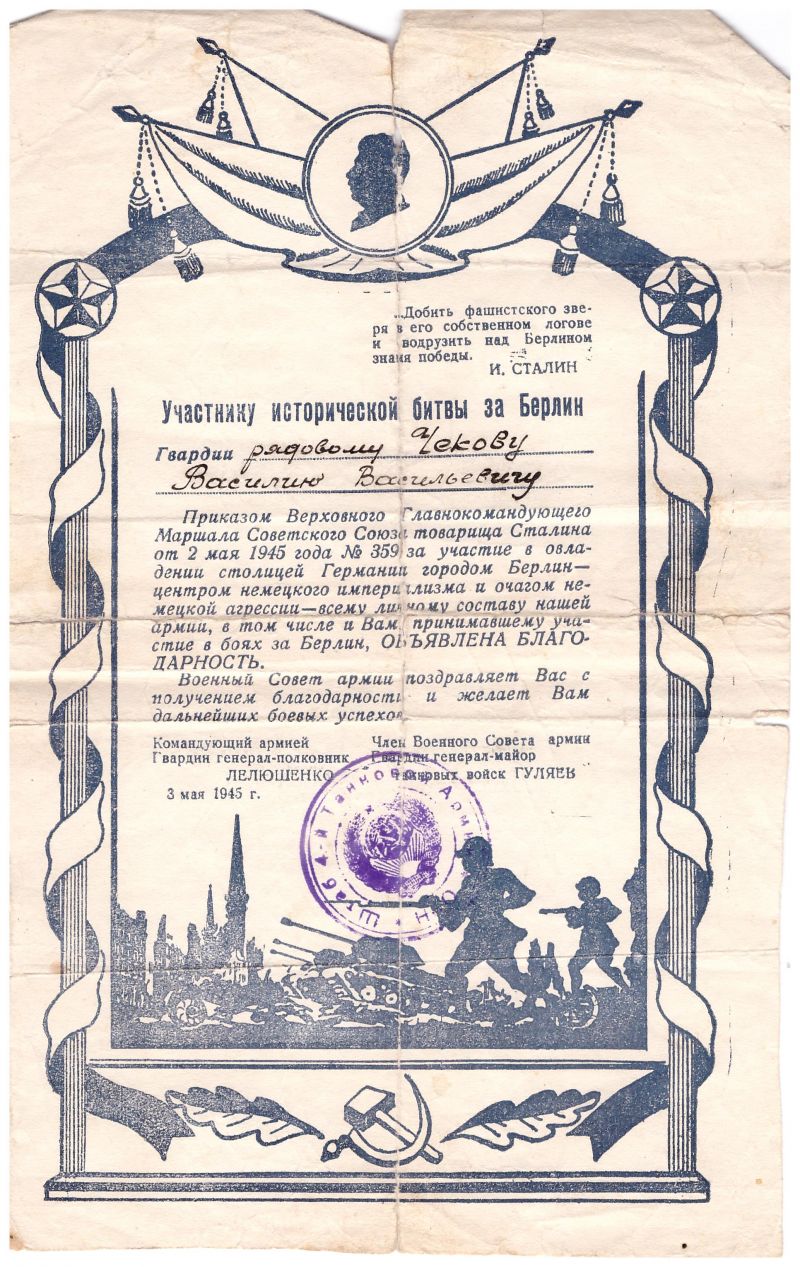 „Добить фашистского зве-
ря в его собственном логове
и водрузить над Берлином
знамя победы.
И. СТАЛИН
Участнику исторической битвы за Берлин
Гвардии рядовому Чекову
Василию Васильевичу
Приказом Верховного Главнокомандующего
Маршала Советского Союза товарища Сталина
от 2 мая 1945 года № 359 за участие в овла-
дении столицей Германии городом Берлин—
центром немецкого империализма и очагом не-
мецкой агрессии—всему личному составу нашей
армии, в том числе и Вам, принимавшему уча-
стие в боях за Берлин, ОБЪЯВЛЕНА БЛАГО-
ДАРНОСТЬ.
Военный Совет армии поздравляет Вас с
получением благодарности и желает Вам
дальнейших боевых успехов.
Командующий армией
Гвардии генерал-полковник
ЛЕЛЮШЕНКО
Член Военного Совета армии
Гвардии генерал-майор
танковых войск ГУЛЯЕВ
3 мая 1945 г.
Штаб 4-й Танковой Армии